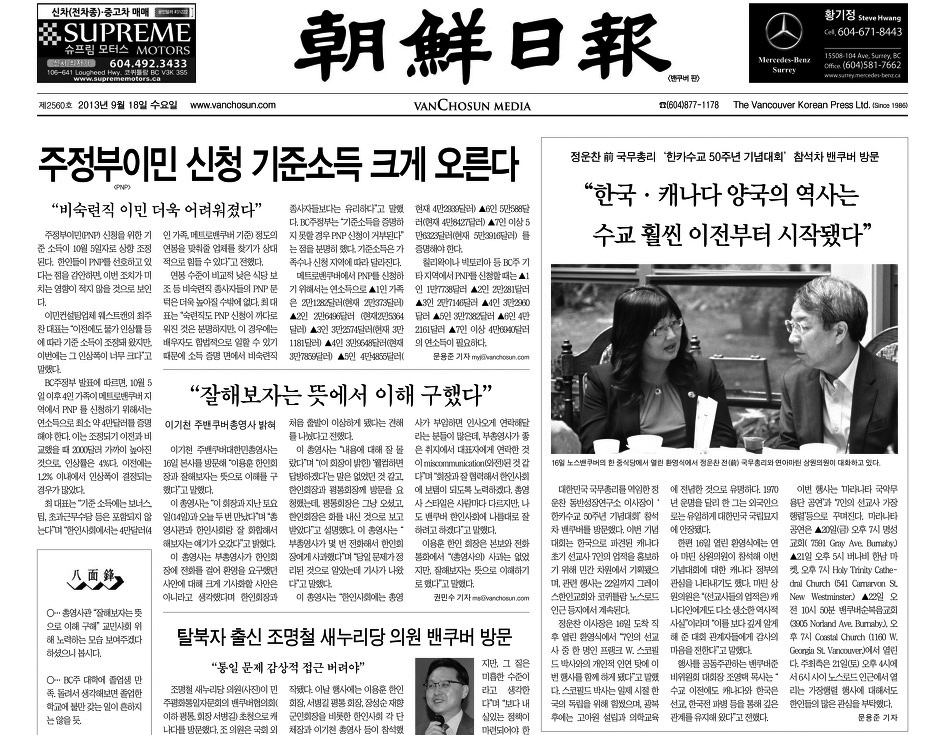 신차(전차종)·중고차 매매
SUPREME
슈프림 모터스 MOTORS
604.492.3433
106-641 Lougheed Hwy. 코퀴틀람 BC V3K 3S5
www.suprememotors.ca
朝鮮日報
(밴쿠버 판)
Mercedes-Benz
Surrey
황기정 Steve Hwang
Cell. 604-671-8443
15508-104 Ave, Surrey, BC
Office. (604)581-7662
www.surrey.mercedes-benz.ca
제2560호 2013년 9월 18일 수요일 www.vanchosun.com
VANCHOSUN MEDIA
☎(604)877-1178 The Vancouver Korean Press Ltd. (Since 1986)
주정부이민 신청 기준소득 크게 오른다
(PNP)
“비숙련직 이민 더욱 어려워졌다”
주정부이민(PNP) 신청을 위한 기
준 소득이 10월 5일자로 상향 조정
된다. 한인들이 PNP를 선호하고 있
다는 점을 감안하면, 이번 조치가 미
치는 영향이 적지 않을 것으로 보인
다.
이민컨설팅업체 웨스트캔의 최주
찬 대표는 “이전에도 물가 인상률 등
에 따라 기준 소득이 조정돼 왔지만,
이번에는 그 인상폭이 너무 크다”고
말했다.
BC주정부 발표에 따르면, 10월 5
일 이후 4인 가족이 메트로밴쿠버 지
역에서 PNP 를 신청하기 위해서는
연소득으로 최소 약 4만달러를 증명
해야 한다. 이는 조정되기 이전과 비
교했을 때 2000달러 가까이 높아진
것으로, 인상률은 4%다. 이전에는
1.2% 이내에서 인상폭이 결정되는
경우가 많았다.
최 대표는 “기준 소득에는 보너스,
팁, 초과근무수당 등은 포함되지 않
는다”며 “한인사회에서는 4만달러(4
인 가족, 메트로밴쿠버 기준) 정도의
연봉을 맞춰줄 업체를 찾기가 상대
적으로 힘들 수 있다”고 전했다.
연봉 수준이 비교적 낮은 식당 보
조 등 비숙련직 종사자들의 PNP 문
턱은 더욱 높아질 수밖에 없다. 최 대
표는 “숙련직도 PNP 신청이 까다로
워진 것은 분명하지만, 이 경우에는
배우자도 합법적으로 일할 수 있기
때문에 소득 증명 면에서 비숙련직
종사자들보다는 유리하다”고 말했
다. BC주정부는 “기준소득을 증명하
지 못할 경우 PNP 신청이 거부된다”
는 점을 분명히 했다. 기준소득은 가
족수나 신청 지역에 따라 달라진다.
메트로밴쿠버에서 PNP를 신청하
기 위해서는 연소득으로 ▲1인 가족
은 2만1282달러(현재 2만373달러)
▲2인 2만6496달러 (현재2만5364
달러) ▲3인 3만2574달러(현재 3만
1181달러) ▲4인 3만9548달러(현재
3만7859달러) ▲5인 4만4855달러(
현재 4만2939달러) ▲6인 5만588달
러(현재 4만8427달러) ▲7인 이상 5
만6323달러(현재 5만3916달러)를
증명해야 한다.
칠리와이나 빅토리아 등 BC주 기
타 지역에서 PNP를 신청할 때는 ▲1
인 1만7738달러 ▲2인 2만281달러
▲3인 2만7146달러 ▲4인 3만2960
달러 ▲5인 3만7382달러 ▲6인 4만
2161달러 ▲7인 이상 4만6940달러
의 연소득이 필요하다.
문용준 기자 myj@vanchosun.com
“잘해보자는 뜻에서 이해 구했다”
이기천 주밴쿠버총영사 밝혀
이기천 주밴쿠버대한민국총영사는
16일 본사를 방문해 “이용훈 한인회
장과 잘해보자는 뜻으로 이해를 구
했다”고 말했다.
이 총영사는 “이 회장과 지난 토요
일(14일)과 오늘 두 번 만났다”며 “총
영사관과 한인사회랑 잘 화합해서
해보자는 얘기가 오갔다”고 밝혔다.
이 총영사는 부총영사가 한인회
장에게 전화를 걸어 환영을 요구했던
사안에 대해 크게 기사화할 사안은
아니라고 생각했다며 한인회장과
처음 출발이 이상하게 됐다는 견해
를 나눴다고 전했다.
이 총영사는 “내용에 대해 잘 몰
랐다”며 “(이 회장이 밝힌) ‘웰컴하면
답방하겠다’는 말은 없었던 것 같고,
한인회장과 평통회장께 방문을 요
청했는데, 평통회장은 그냥 오셨고,
한인회장은 화를 내신 것으로 보고
받았다”고 설명했다. 이 총영사는 “
부총영사가 몇 번 전화해서 한인회
장에게 사과했다”며 “당일 문제가 정
리된 것으로 알았는데 기사가 나왔
다”고 말했다.
이 총영사는 “한인사회에는 총영
사가 부임하면 인사오게 연락해달
라는 분들이 많은데, 부총영사가 좋
은 취지에서 대표자에게 연락한 것
이 miscommunication(와전)된 것 같
다”며 “회장과 잘 협력해서 한인사회
에 보탬이 되도록 노력하겠다. 총영
사 스타일은 사람마다 다르지만, 나
도 밴쿠버 한인사회에 나름대로 잘
하려고 하겠다”고 말했다.
이용훈 한인 회장은 본보와 전화
통화에서 “(총영사의) 사과는 없었
지만, 잘해보자는 뜻으로 이해하기
로 했다”고 말했다.
권민수 기자 ms@vanchosun.com
八面鋒
○… 총영사관 “잘해보자는 뜻
으로 이해 구해” 교민사회 위
해 노력하는 모습 보여주겠다
하셨으니 봅시다.
○… BC주 대학에 졸업생 만
족. 돌려서 생각해보면 졸업한
학교에 불만 갖는 일이 흔하지
는 않을 듯.
탈북자 출신 조명철 새누리당 의원 밴쿠버 방문
“통일 문제 감상적 접근 버려야”
조명철 새누리당 의원(사진)이 민
주평화통일자문회의 밴쿠버협의회(
이하 평통, 회장 서병길) 초청으로 캐
나다를 방문했다. 조 의원은 국회 외
작됐다. 이날 행사에는 이용훈 한인
회장, 서병길 평통 회장, 장성순 재향
군인회장을 비롯한 한인사회 각 단
체장과 이기천 총영사 등이 참석했
지만, 그 질은
미흡한 수준이
라고 생각한
다”며 “보다 내
실있는 정책이
마련되어야 한
정운찬 前 국무총리 ‘한카수교 50주년 기념대회’ 참석차 밴쿠버 방문
“한국·캐나다 양국의 역사는
수교 훨씬 이전부터 시작됐다”
16일 노스밴쿠버의 한 중식당에서 열린 환영식에서 정운찬 전(前) 국무총리와 연아마틴 상원의원이 대화하고 있다.
대한민국 국무총리를 역임한 정운
찬 동반성장연구소 이사장이 ‘
한카수교 50주년 기념대회’ 참석
차 밴쿠버를 방문했다. 이번 기념
대회는 한국으로 파견된 캐나다
초기 선교사 7인의 업적을 홍보하
기 위해 민간 차원에서 기획됐으
며, 관련 행사는 22일까지 그레이
스한인교회와 코퀴틀람 노스로드
인근 등지에서 계속된다.
정운찬 이사장은 16일 도착 직
후 열린 환영식에서 “7인의 선교
사 중 한 명인 프랭크 W. 스코필
드 박사와의 개인적 인연 덕에 이
번 행사를 함께 하게 됐다”고 말했
다. 스코필드 박사는 일제 시절 한
국의 독립을 위해 힘썼으며, 광복
후에는 고아원 설립과 의학교육
에 전념한 것으로 유명하다. 1970
년 운명을 달리 한 그는 외국인으
로는 유일하게 대한민국 국립묘지
에 안장됐다.
한편 16일 열린 환영식에는 연
아 마틴 상원의원이 참석해 이번
기념대회에 대한 캐나다 정부의
관심을 나타내기도 했다. 마틴 상
원의원은 “(선교사들의 업적은) 캐
나다인에게도 다소 생소한 역사적
사실”이라며 “이를 보다 깊게 알게
해 준 대회 관계자들에게 감사의
마음을 전한다”고 말했다.
행사를 공동주관하는 밴쿠버준
비위원회 대회장 조영택 목사는 “
수교 이전에도 캐나다와 한국은
선교, 한국전 파병 등을 통해 깊은
관계를 유지해 왔다”고 전했다.
이번 행사는 ‘마라나타 국악무
용단 공연’과 ‘7인의 선교사 가장
행렬’등으로 꾸며진다. 마라나타
공연은 ▲20일(금) 오후 7시 명성
교회( 7591 Gray Ave. Burnaby.)
▲21일 오후 5시 버나비 한남 마
켓, 오후 7시 Holy Trinity Cathe-
dral Church (541 Carnarvon St.
New Westminster.) ▲22일 오
전 10시 50분 밴쿠버순복음교회
(3905 Norland Ave. Burnaby.), 오
후 7시 Coastal Church (1160 W.
Georgia St. Vancouver.)에서 열린
다. 주최측은 21일(토) 오후 4시에
서 6시 사이 노스로드 인근에서 열
리는 가장행렬 행사에 대해서도
한인들의 많은 관심을 부탁했다.
문용준 기자